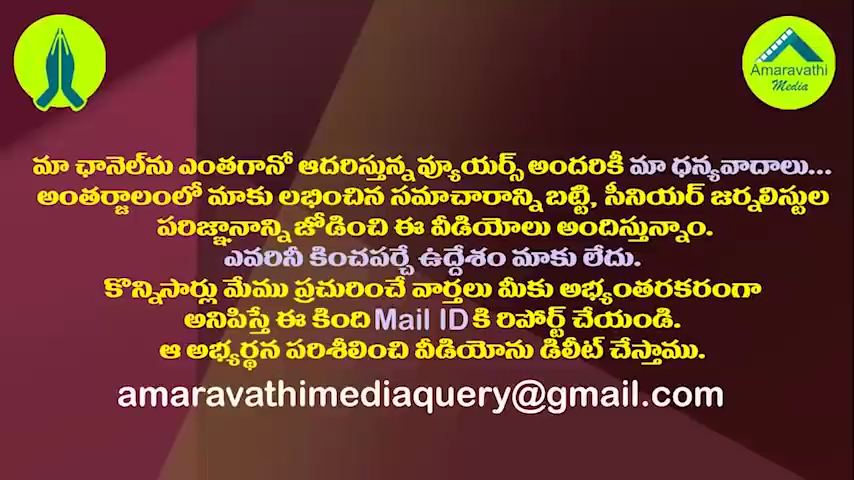 Amaravathi
Media
మా ఛానెల్‌ను ఎంతగానో ఆదరిస్తున్న వ్యూయర్స్ అందరికీ మా ధన్యవాదాలు...
అంతర్జాలంలో మాకు లభించిన సమాచారాన్ని బట్టి, సీనియర్ జర్నలిస్టుల
పరిజ్ఞానాన్ని జోడించి ఈ వీడియోలు అందిస్తున్నాం.
ఎవరినీ కించపర్చే ఉద్దేశం మాకు లేదు.
కొన్నిసార్లు మేము ప్రచురించే వార్తలు మీకు అభ్యంతరకరంగా
అనిపిస్తే ఈ కింది Mail ID కి రిపోర్ట్ చేయండి.
ఆ అభ్యర్థన పరిశీలించి వీడియోను డిలీట్ చేస్తాము.
amaravathimediaquery@gmail.com